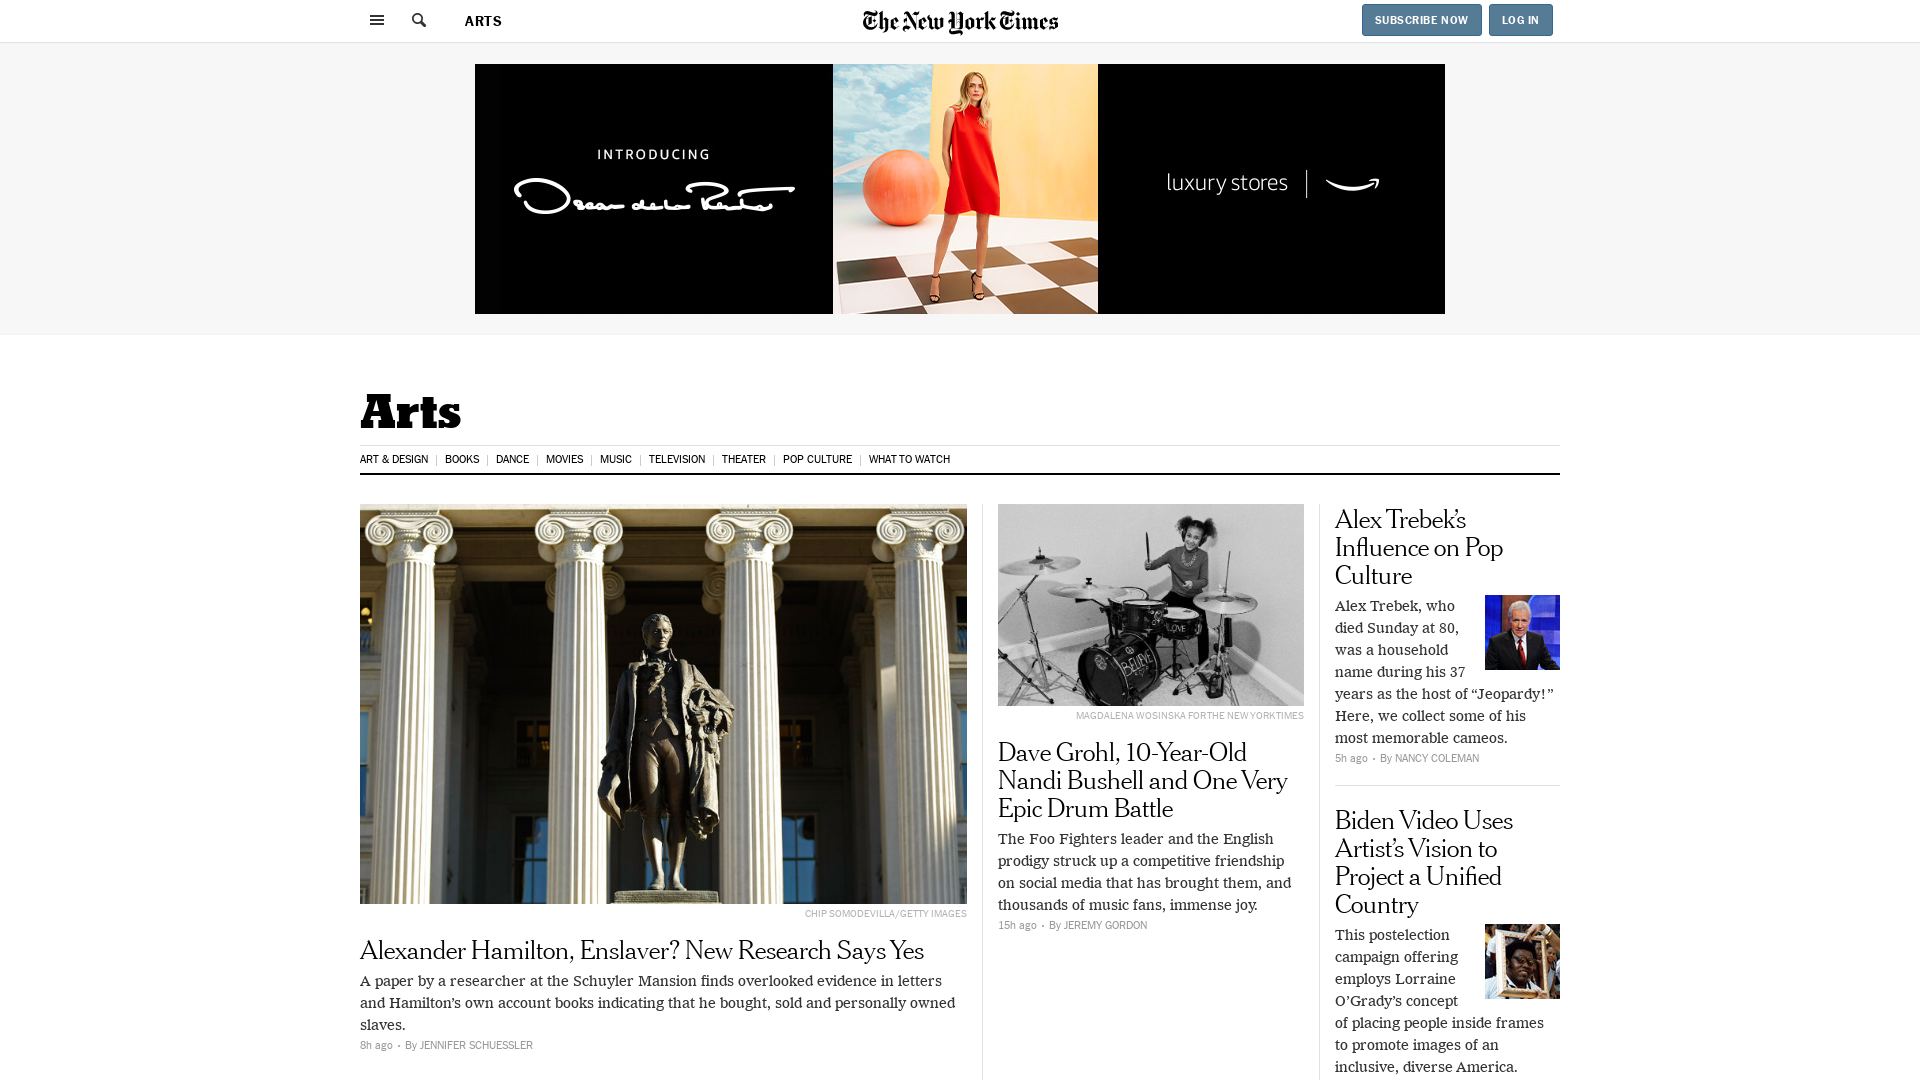 ARTS
The New York Times
SUBSCRIBE NOW
LOG IN
INTRODUCING
Oscar de la Renta
luxury stores
Arts
ART & DESIGN
BOOKS
DANCE
MOVIES
MUSIC
TELEVISION
THEATER
POP CULTURE
WHAT TO WATCH
CHIP SOMODEVILLA/GETTY IMAGES
Alexander Hamilton, Enslaver? New Research Says Yes
A paper by a researcher at the Schuyler Mansion finds overlooked evidence in letters
and Hamilton’s own account books indicating that he bought, sold and personally owned
slaves.
8h ago • By JENNIFER SCHUESSLER
LOVE
BELIEVE
MAGDALENA WOSINSKA FORTHE NEW YORKTIMES
Dave Grohl, 10-Year-Old
Nandi Bushell and One Very
Epic Drum Battle
The Foo Fighters leader and the English
prodigy struck up a competitive friendship
on social media that has brought them, and
thousands of music fans, immense joy.
15h ago • By JEREMY GORDON
Alex Trebek’s
Influence on Pop
Culture
Alex Trebek, who
died Sunday at 80,
was a household
name during his 37
years as the host of “Jeopardy!”
Here, we collect some of his
most memorable cameos.
5h ago • By NANCY COLEMAN
Biden Video Uses
Artist’s Vision to
Project a Unified
Country
This postelection
campaign offering
employs Lorraine
O’Grady’s concept
of placing people inside frames
to promote images of an
inclusive, diverse America.